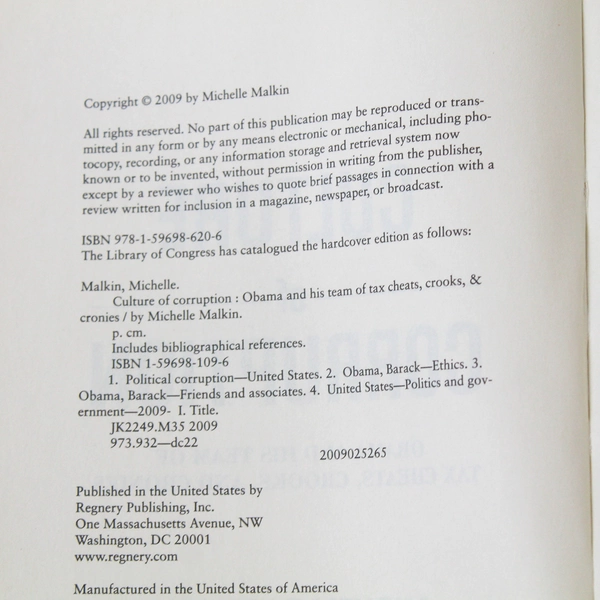 Copyright © 2009 by Michelle Malkin
All rights reserved. No part of this publication may be reproduced or trans-
mitted in any form or by any means electronic or mechanical, including pho-
tocopy, recording, or any information storage and retrieval system now
known or to be invented, without permission in writing from the publisher,
except by a reviewer who wishes to quote brief passages in connection with a
review written for inclusion in a magazine, newspaper, or broadcast.
ISBN 978-1-59698-620-6
The Library of Congress has catalogued the hardcover edition as follows:
Malkin, Michelle.
Culture of corruption : Obama and his team of tax cheats, crooks, &
cronies / by Michelle Malkin.
p. cm.
Includes bibliographical references.
ISBN 1-59698-109-6
1. Political corruption—United States. 2. Obama, Barack—Ethics. 3.
Obama, Barack—Friends and associates. 4. United States—Politics and gov-
ernment—2009- I. Title.
JK2249.M35 2009
973.932—dc22
2009025265
Published in the United States by
Regnery Publishing, Inc.
One Massachusetts Avenue, NW
Washington, DC 20001
www.regnery.com
Manufactured in the United States of America